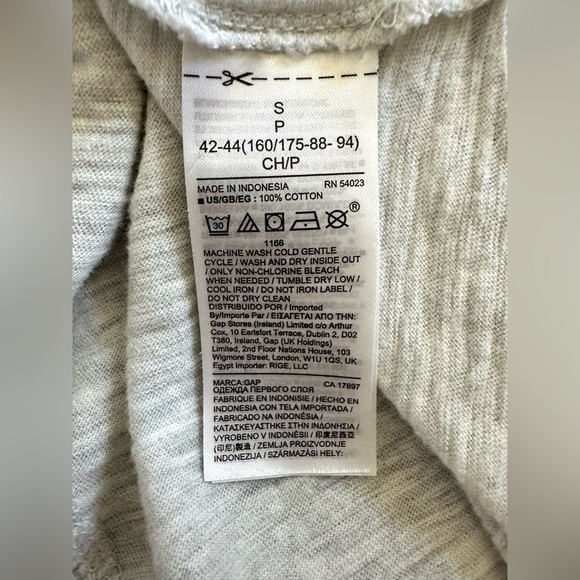 S
P
42-44(160/175-88- 94)
CH/P
MADE IN INDONESIA RN 54023
■ US/GB/EG : 100% COTTON
30 ®
1166
MACHINE WASH COLD GENTLE
CYCLE / WASH AND DRY INSIDE OUT
/ ONLY NON-CHLORINE BLEACH
WHEN NEEDED / TUMBLE DRY LOW /
COOL IRON / DO NOT IRON LABEL /
DO NOT DRY CLEAN
DISTRIBUIDO POR / Imported
By/Importe Par / ΕΙΣΑΓΕΤΑΙ ΑΠΟ ΤΗΝ:
Gap Stores (Ireland) Limited c/o Arthur
Cox, 10 Earlsfort Terrace, Dublin 2, D02
T380, Ireland, Gap (UK Holdings)
Limited, 2nd Floor Nations House, 103
Wigmore Street, London, W1U 1QS, UK
Egypt importer: RIGE, LLC
MARCA:GAP CA 17897
ОДЕЖДА ПЕРВОГО СЛОЯ
FABRIQUE EN INDONISIE / HECHO EN
INDONESIA CON TELA IMPORTADA /
FABRICADO NA INDONÉSIA /
ΚΑΤΑΣΚΕΥΑΣΤΗΚΕ ΣΤΗΝ ΙΝΔΟΝΗΣΙΑ /
VYROBENO V INDONÉSII / 印度尼西亞
(印尼)製造 / ZEMLJA PROIZVODNJE
INDONEZIJA / SZÁRMAZÁSI HELY: